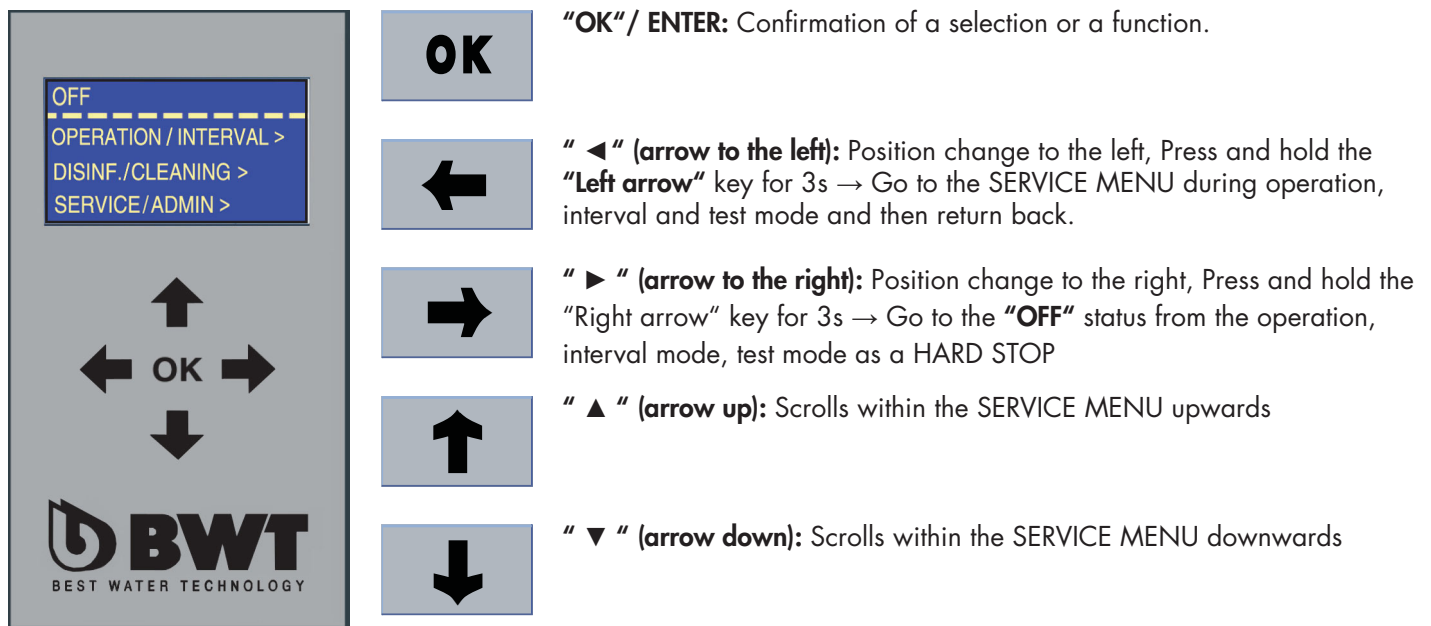 OFF
OPERATION / INTERVAL >
DISINF./CLEANING >
SERVICE/ADMIN >
OK
BWT
BEST WATER TECHNOLOGY
OK
“OK“/ ENTER: Confirmation of a selection or a function.
“ ◄ “ (arrow to the left): Position change to the left, Press and hold the
“Left arrow“ key for 3s → Go to the SERVICE MENU during operation,
interval and test mode and then return back.
“ ► “ (arrow to the right): Position change to the right, Press and hold the
“Right arrow“ key for 3s → Go to the “OFF“ status from the operation,
interval mode, test mode as a HARD STOP
“ ▲ “ (arrow up): Scrolls within the SERVICE MENU upwards
“ ▼ “ (arrow down): Scrolls within the SERVICE MENU downwards